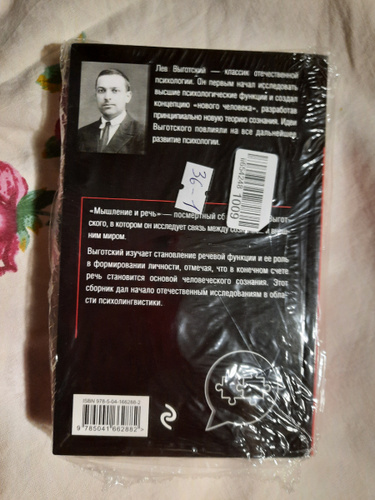 Лев Выготский — классик отечественной
психологии. Он первым начал исследовать
высшие психологические функции и создал
концепцию «нового человека», разработав
принципиально новую теорию сознания. Идеи
Выготского повлияли на все дальнейшее
развитие психологии.
36-1
1009
«Мышление и речь» — посмертный
ского, в котором он исследует связь между
ним миром.
Выготский изучает становление речевой функции и ее роль
в формировании личности, отмечая, что в конечном счете
речь становится основой человеческого сознания. Этот
сборник дал начало отечественным исследованиям в обла-
сти психолингвистики.
ISBN 978-5-04-166288-2
9 785041 662882 >